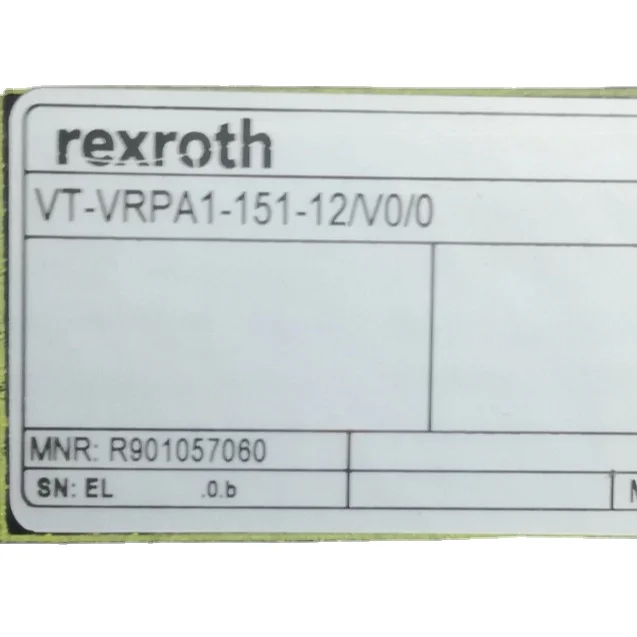 rexroth
VT-VRPA1-151-12/V0/0
MNR: R901057060
SN: EL .0.b